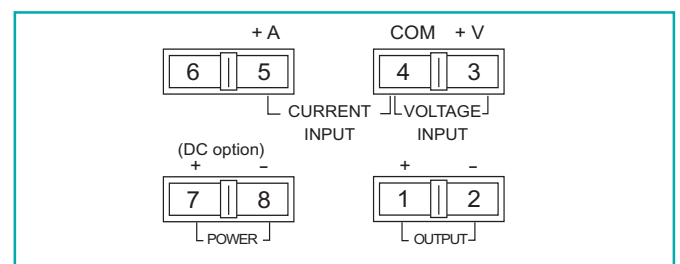 + A COM + V
6 5 4 3
CURRENT VOLTAGE
INPUT INPUT
(DC option)
+ – + –
7 8 1 2
POWER OUTPUT